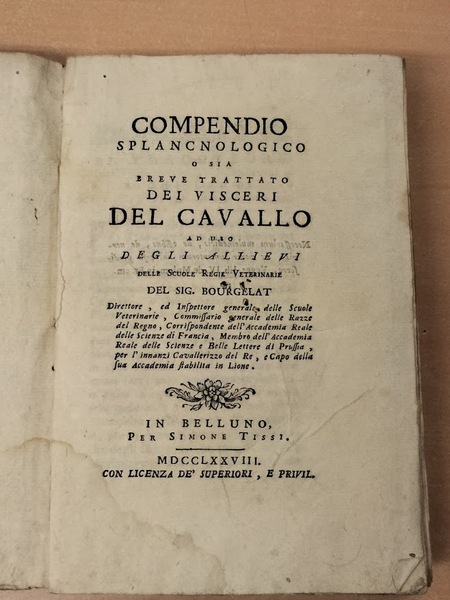 COMPENDIO
SPLANCNOLOGICO
O SIA
BREVE TRATTATO
DEI VISCERI
DEL CAVALLO
AD USO
DEGLI ALLIEVI
DELLE SCUOLE REGIE VETERINARIE
DEL SIG. BOURGELAT
Direttore, ed Inſpettore generale delle Scuole
Veterinarie, Commiſſario generale delle Razze
del Regno, Corriſpondente dell'Accademia Reale
delle Scienze di Francia, Membro dell'Accademia
Reale delle Scienze e Belle Lettere di Pruſſia,
per l'innanzi Cavallerizzo del Re, e Capo della
ſua Accademia ſtabilita in Lione.
IN BELLUNO,
PER SIMONE TISSI.
MDCCLXXVIII.
CON LICENZA DE' SUPERIORI, E PRIVIL.